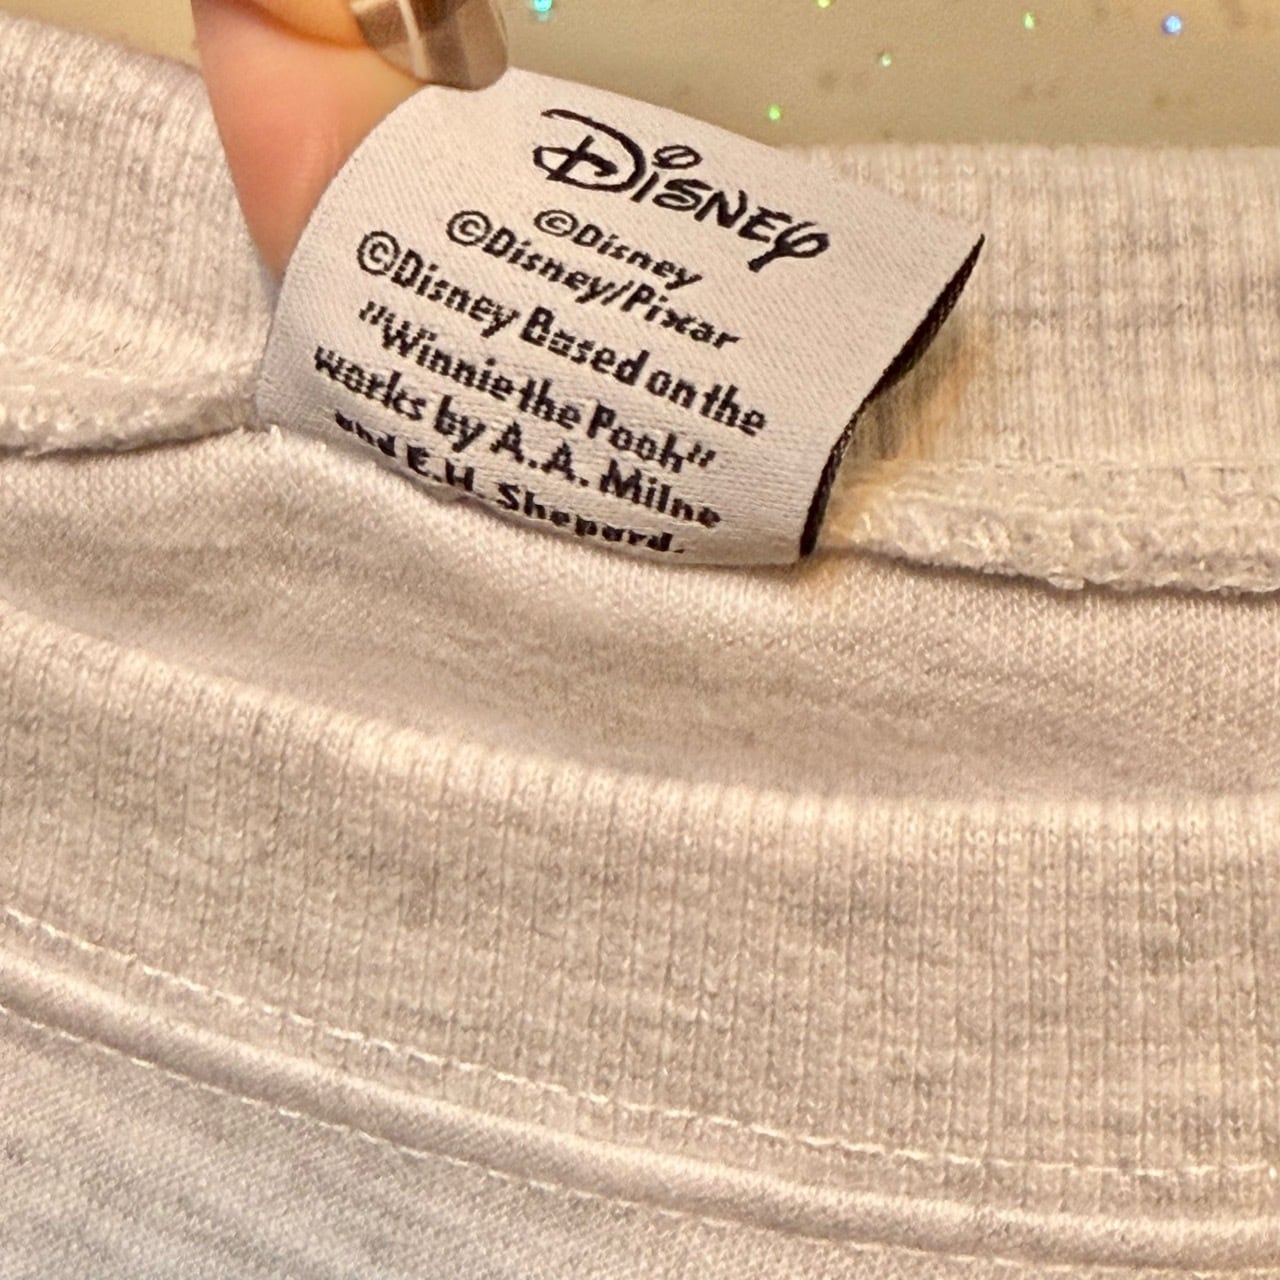 Disney
©Disney
©Disney/Pixar
©Disney Based on the
"Winnie the Pooh"
works by A.A. Milne
and E.H. Shepard.